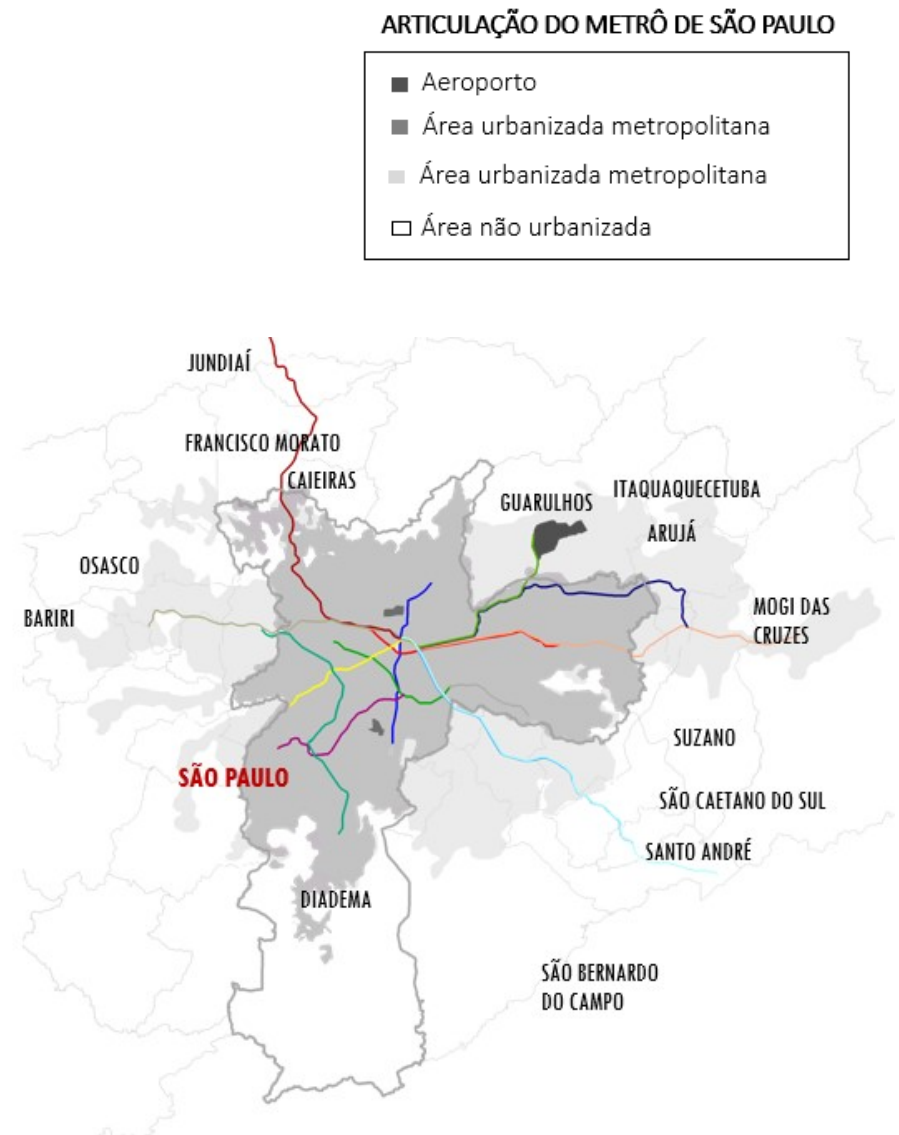 ARTICULAÇÃO DO METRÔ DE SÃO PAULO
Aeroporto
Área urbanizada metropolitana
Área urbanizada metropolitana
Área não urbanizada
JUNDIAÍ
FRANCISCO MORATO
CAIEIRAS
GUARULHOS
ITAQUAQUECETUBA
ARUJÁ
OSASCO
BARIRI
MOGI DAS
CRUZES
SUZANO
SÃO PAULO
SÃO CAETANO DO SUL
SANTO ANDRÉ
DIADEMA
SÃO BERNARDO
DO CAMPO